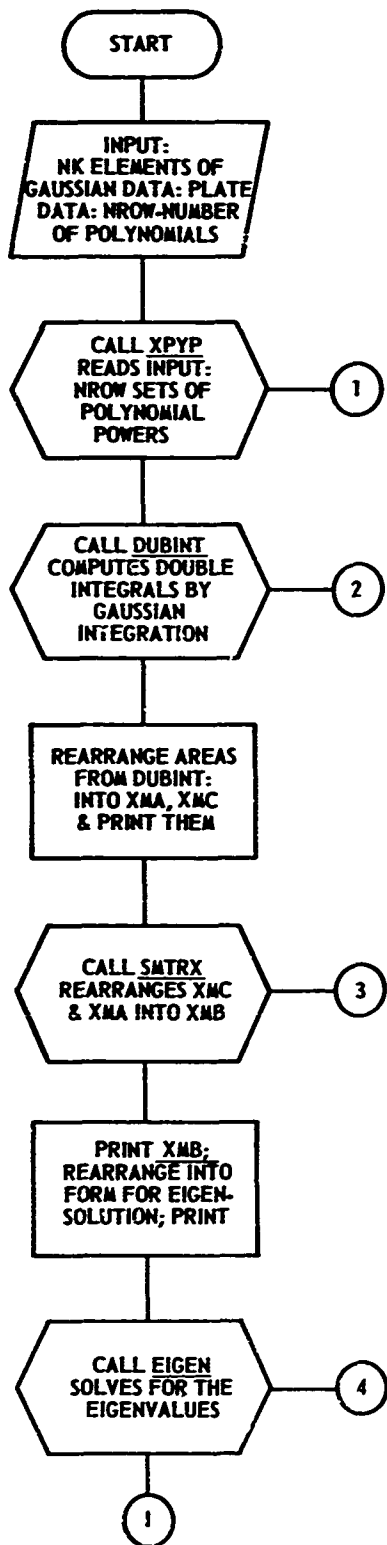 START
INPUT:
NK ELEMENTS OF
GAUSSIAN DATA: PLATE
DATA: NROW-NUMBER
OF POLYNOMIALS
CALL XPYP
READS INPUT:
NROW SETS OF
POLYNOMIAL
POWERS
1
CALL DUBINT
COMPUTES DOUBLE
INTEGRALS BY
GAUSSIAN
INTEGRATION
2
REARRANGE AREAS
FROM DUBINT:
INTO XMA, XMC
& PRINT THEM
CALL SMTRX
REARRANGES XMC
& XMA INTO XMB
3
PRINT XMB;
REARRANGE INTO
FORM FOR EIGEN-
SOLUTION; PRINT
CALL EIGEN
SOLVES FOR THE
EIGENVALUES
4
I